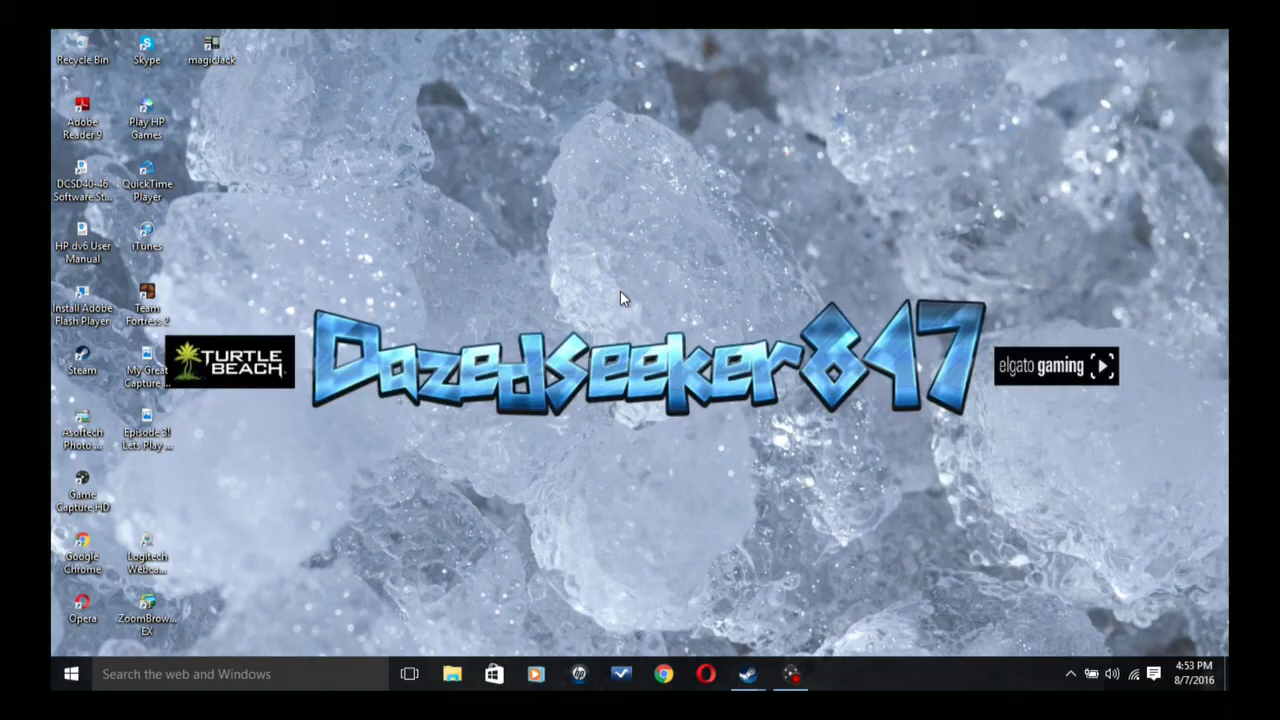 Recycle Bin
Skype
magicJack
Adobe
Reader 9
Play HP
Games
DCSD40-46
Software St...
QuickTime
Player
HP dv6 User
Manual
iTunes
Install Adobe
Flash Player
Team
Fortress 2
Steam
My Great
Capture ...
Asoftech
Photo ...
Episode 3!
Lets Play ...
Game
Capture HD
Google
Chrome
Logitech
Webca...
Opera
ZoomBrow...
EX
TURTLE
BEACH
DazedSeeker847
elgato gaming
Search the web and Windows
4:53 PM
8/7/2016